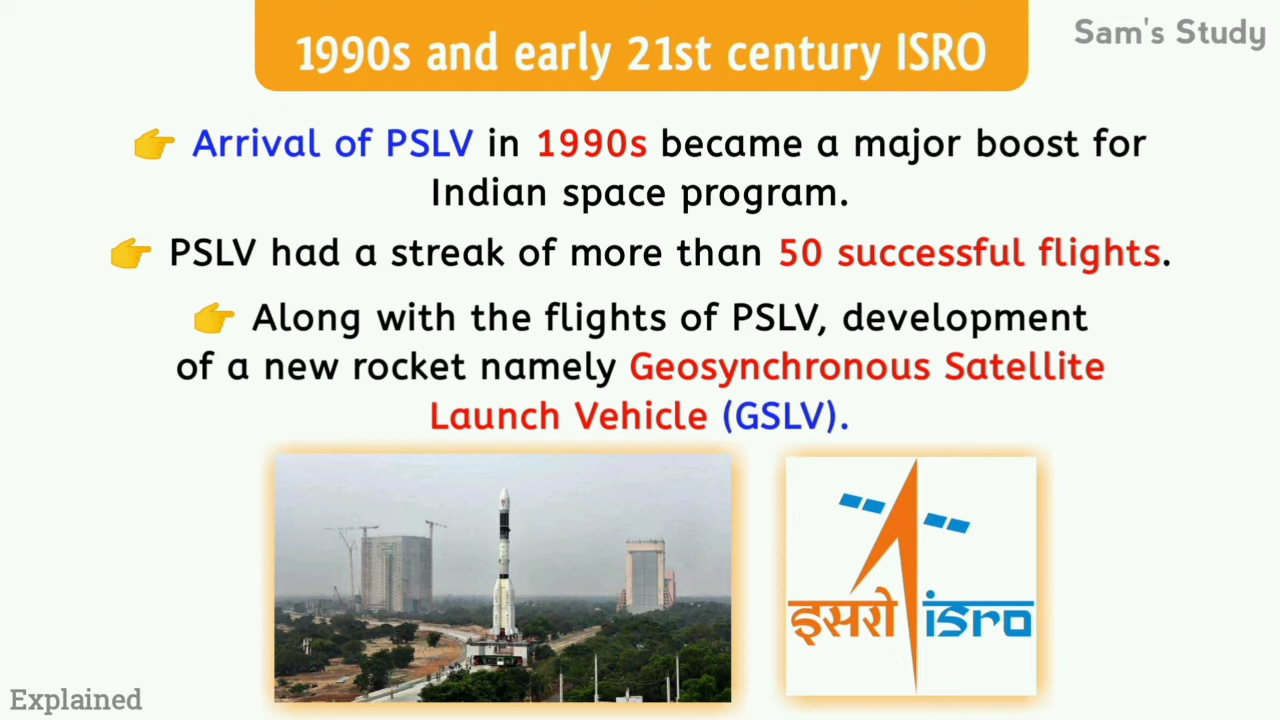 1990s and early 21st century ISRO
Sam's Study
👉 Arrival of PSLV in 1990s became a major boost for
Indian space program.
👉 PSLV had a streak of more than 50 successful flights.
👉 Along with the flights of PSLV, development
of a new rocket namely Geosynchronous Satellite
Launch Vehicle (GSLV).
इसरो isro
Explained